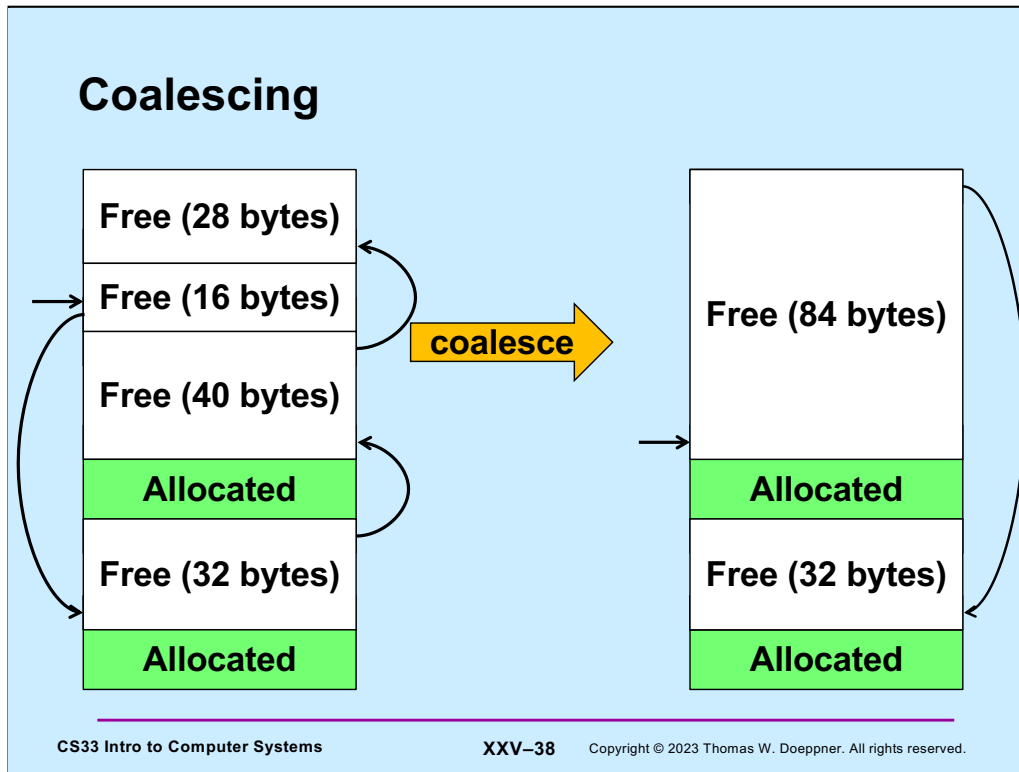 Coalescing
Free (28 bytes)
Free (16 bytes)
Free (40 bytes)
Allocated
Free (32 bytes)
Allocated
coalesce
Free (84 bytes)
Allocated
Free (32 bytes)
Allocated
CS33 Intro to Computer Systems
XXV–38
Copyright © 2023 Thomas W. Doeppner. All rights reserved.